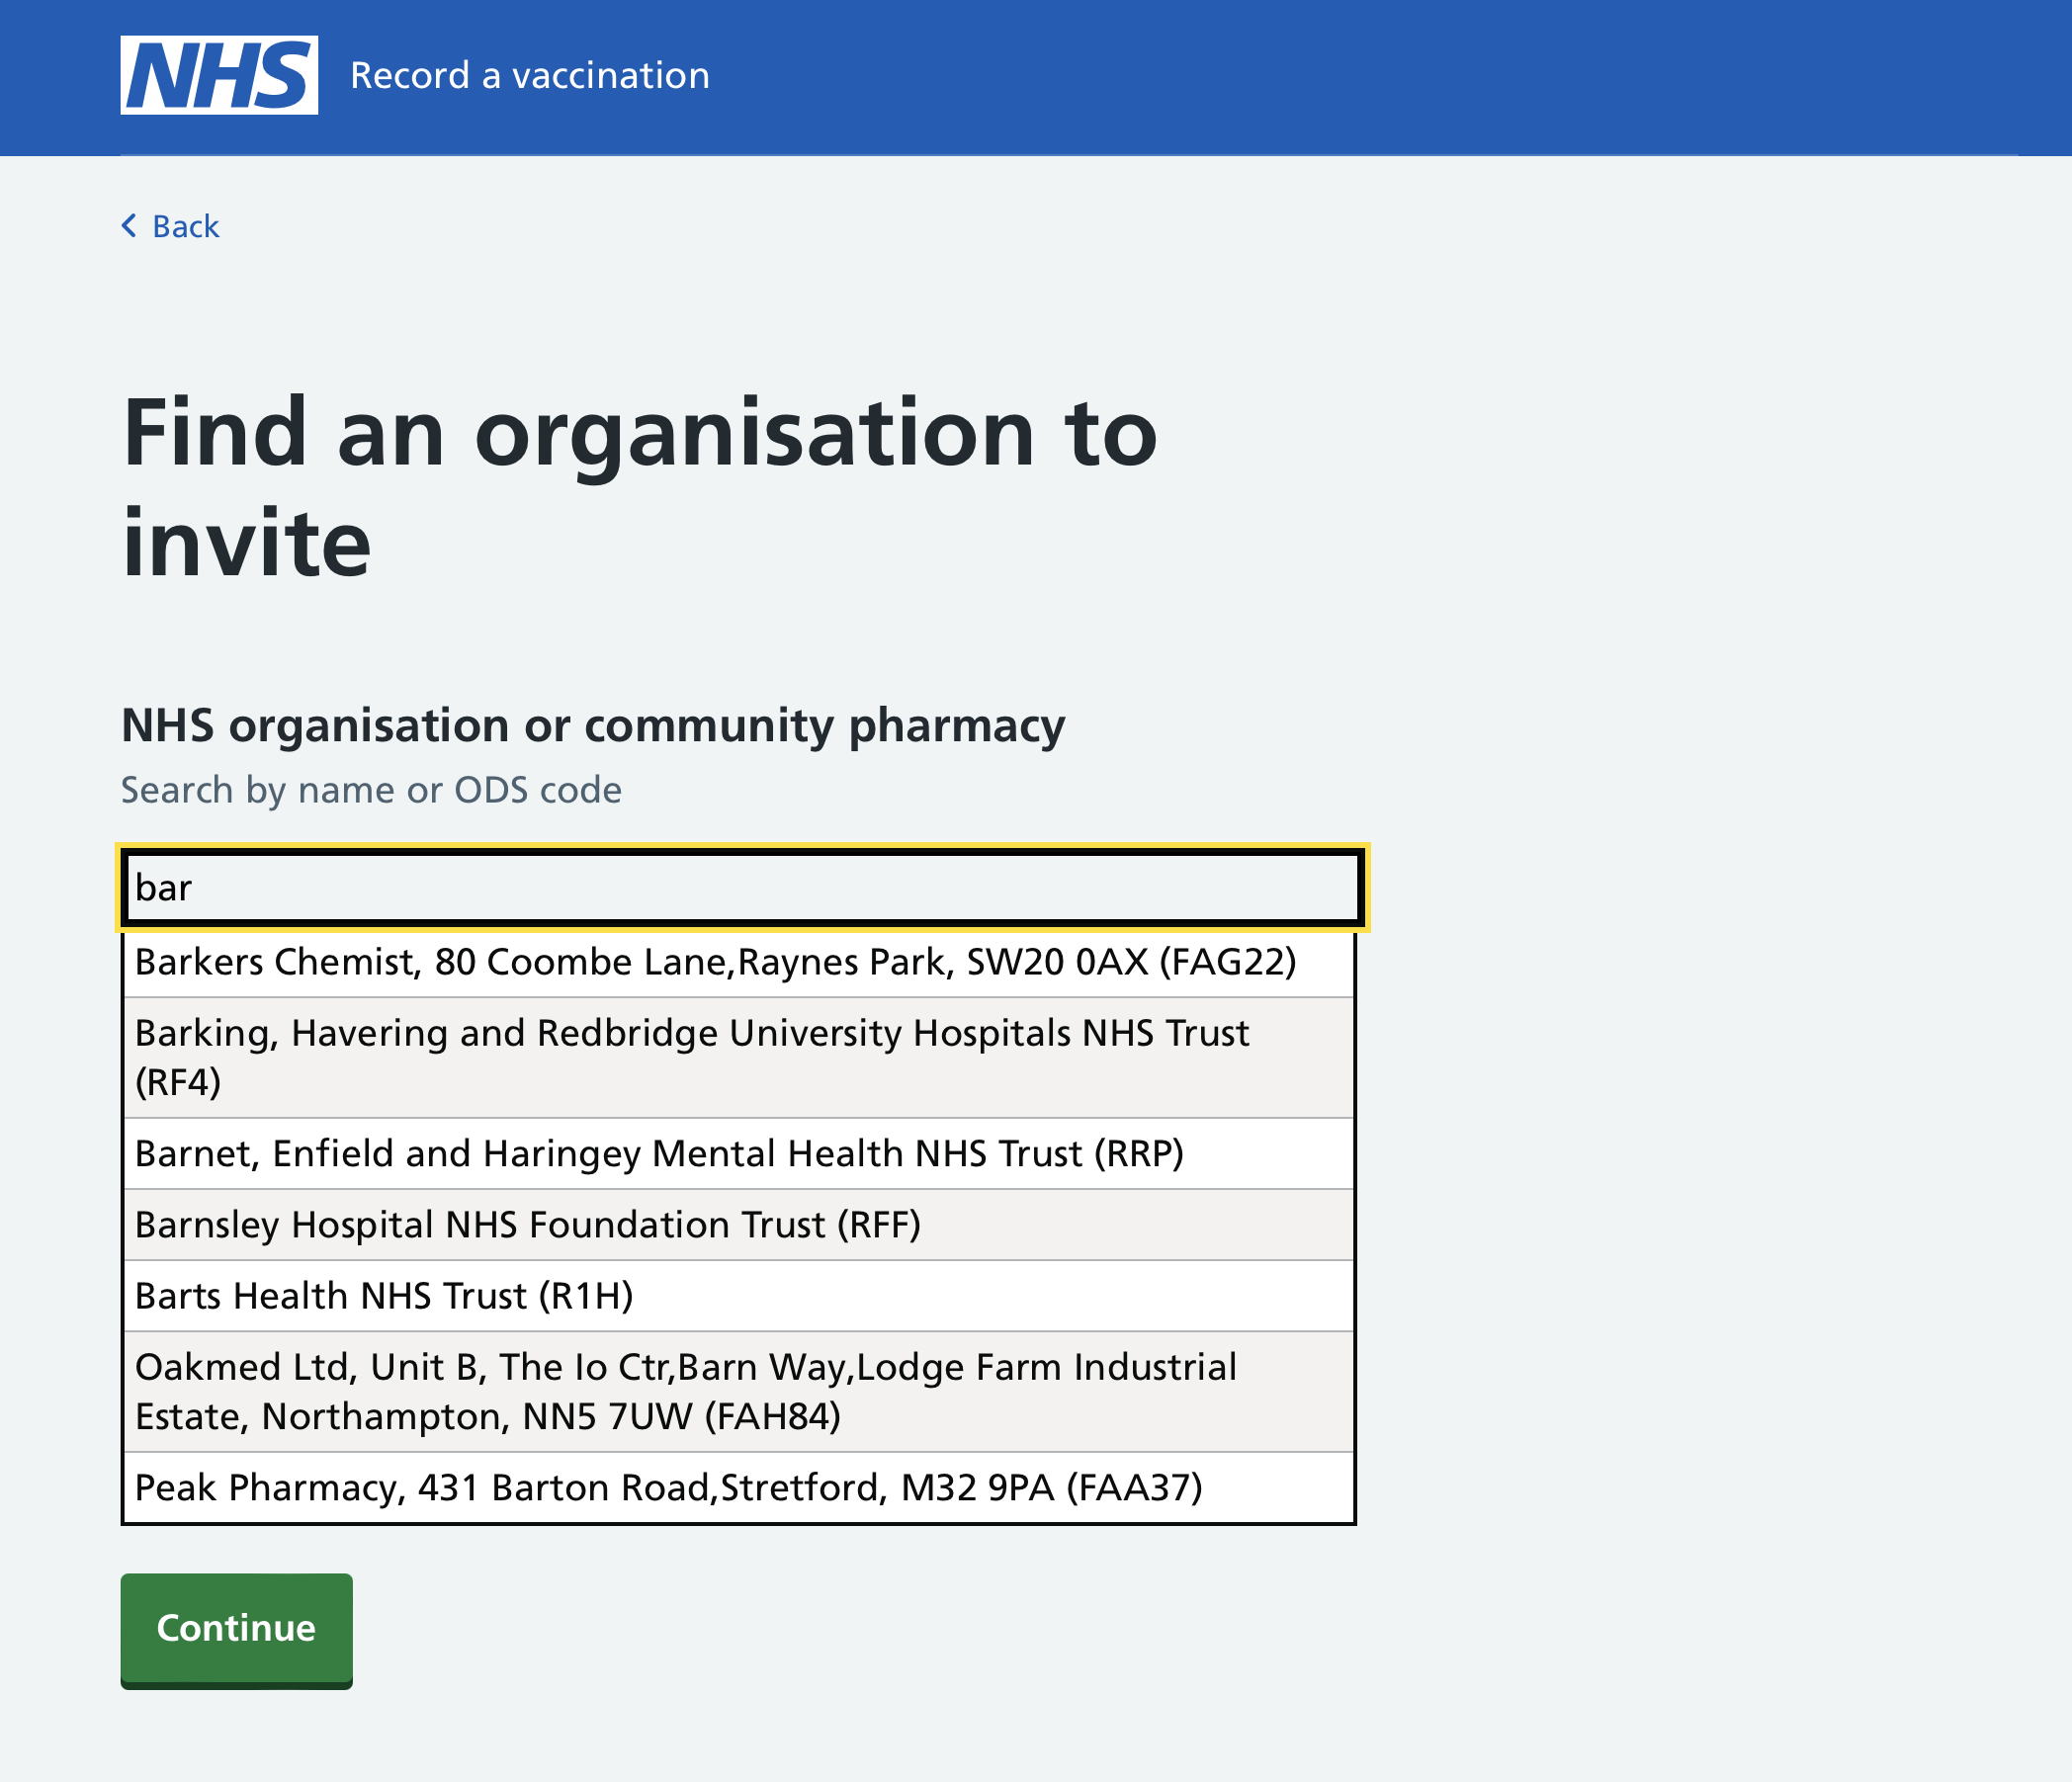 NHS Record a vaccination
Back
Find an organisation to
invite
NHS organisation or community pharmacy
Search by name or ODS code
bar
Barkers Chemist, 80 Coombe Lane,Raynes Park, SW20 0AX (FAG22)
Barking, Havering and Redbridge University Hospitals NHS Trust
(RF4)
Barnet, Enfield and Haringey Mental Health NHS Trust (RRP)
Barnsley Hospital NHS Foundation Trust (RFF)
Barts Health NHS Trust (R1H)
Oakmed Ltd, Unit B, The Io Ctr,Barn Way,Lodge Farm Industrial
Estate, Northampton, NN5 7UW (FAH84)
Peak Pharmacy, 431 Barton Road,Stretford, M32 9PA (FAA37)
Continue